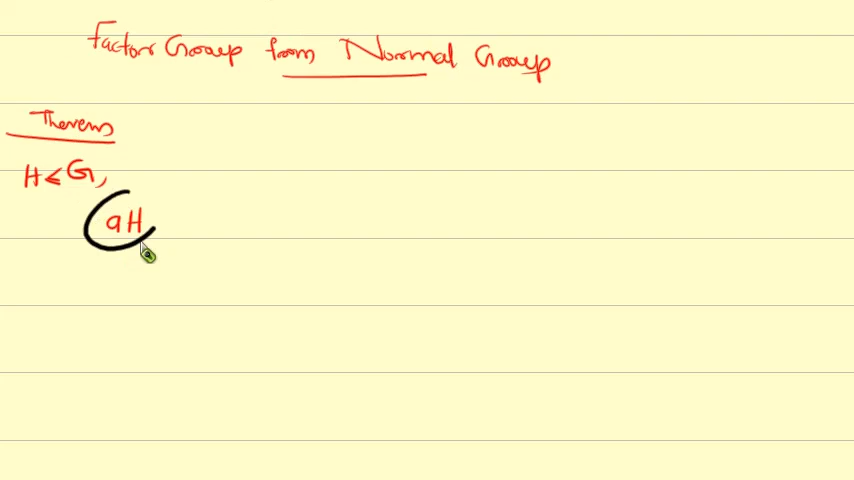 Factor Group from Normal Group
Theorem
H ≤ G,
aH